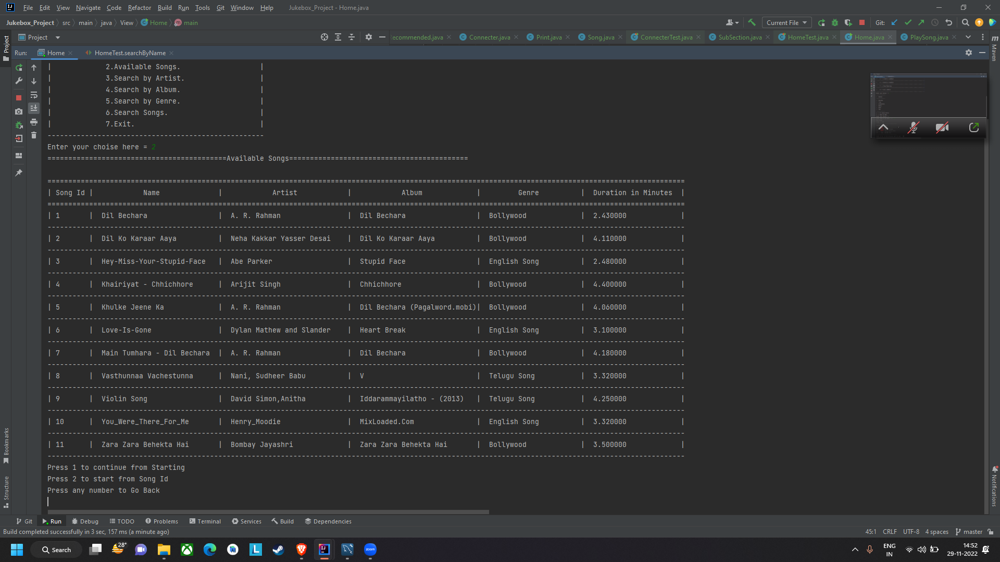 File Edit View Navigate Code Refactor Build Run Tools Git Window Help Jukebox_Project - Home.java
Jukebox_Project src main java View Home main Current File Git:
Project ecommended.java Connecter.java Print.java Song.java ConnecterTest.java SubSection.java HomeTest.java Home.java PlaySong.java
Run: Home HomeTest.searchByName
| 2.Available Songs. |
| 3.Search by Artist. |
| 4.Search by Album. |
| 5.Search by Genre. |
| 6.Search Songs. |
| 7.Exit. |
Enter your choise here = 2
Available Songs
| Song Id | Name | Artist | Album | Genre | Duration in Minutes |
| 1 | Dil Bechara | A. R. Rahman | Dil Bechara | Bollywood | 2.430000 |
| 2 | Dil Ko Karaar Aaya | Neha Kakkar Yasser Desai | Dil Ko Karaar Aaya | Bollywood | 4.110000 |
| 3 | Hey-Miss-Your-Stupid-Face | Abe Parker | Stupid Face | English Song | 2.480000 |
| 4 | Khairiyat - Chhichhore | Arijit Singh | Chhichhore | Bollywood | 4.400000 |
| 5 | Khulke Jeene Ka | A. R. Rahman | Dil Bechara (Pagalword.mobi)| Bollywood | 4.060000 |
| 6 | Love-Is-Gone | Dylan Mathew and Slander | Heart Break | English Song | 3.100000 |
| 7 | Main Tumhara - Dil Bechara | A. R. Rahman | Dil Bechara | Bollywood | 4.180000 |
| 8 | Vasthunnaa Vachestunna | Nani, Sudheer Babu | V | Telugu Song | 3.320000 |
| 9 | Violin Song | David Simon,Anitha | Iddarammayilatho - (2013) | Telugu Song | 4.250000 |
| 10 | You_Were_There_For_Me | Henry_Moodie | MixLoaded.Com | English Song | 3.320000 |
| 11 | Zara Zara Behekta Hai | Bombay Jayashri | Zara Zara Behekta Hai | Bollywood | 3.500000 |
Press 1 to continue from Starting
Press 2 to start from Song Id
Press any number to Go Back
Project
Bookmarks
Structure
Maven
Notifications
Git Run Debug TODO Problems Terminal Services Build Dependencies
Build completed successfully in 3 sec, 157 ms (a minute ago) 45:1 CRLF UTF-8 4 spaces master
Search 28° zoom ENG IN 14:52
29-11-2022